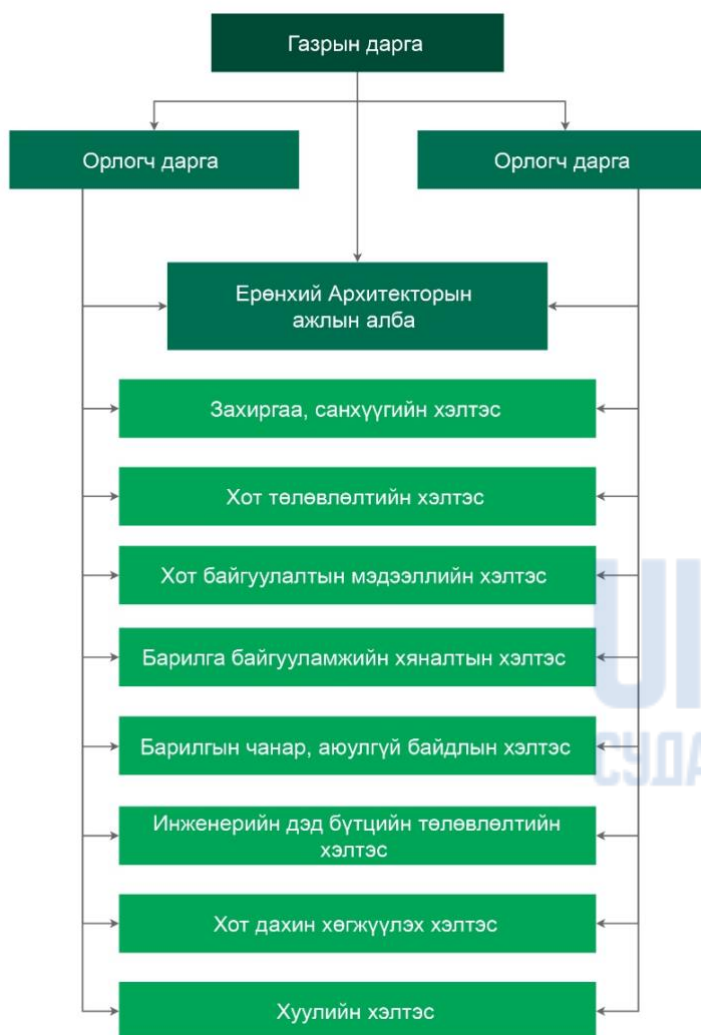 Газрын дарга
Орлогч дарга
Орлогч дарга
Ерөнхий Архитекторын
ажлын алба
Захиргаа, санхүүгийн хэлтэс
Хот төлөвлөлтийн хэлтэс
Хот байгуулалтын мэдээллийн хэлтэс
Барилга байгууламжийн хяналтын хэлтэс
Барилгын чанар, аюулгүй байдлын хэлтэс
Инженерийн дэд бүтцийн төлөвлөлтийн
хэлтэс
Хот дахин хөгжүүлэх хэлтэс
Хуулийн хэлтэс